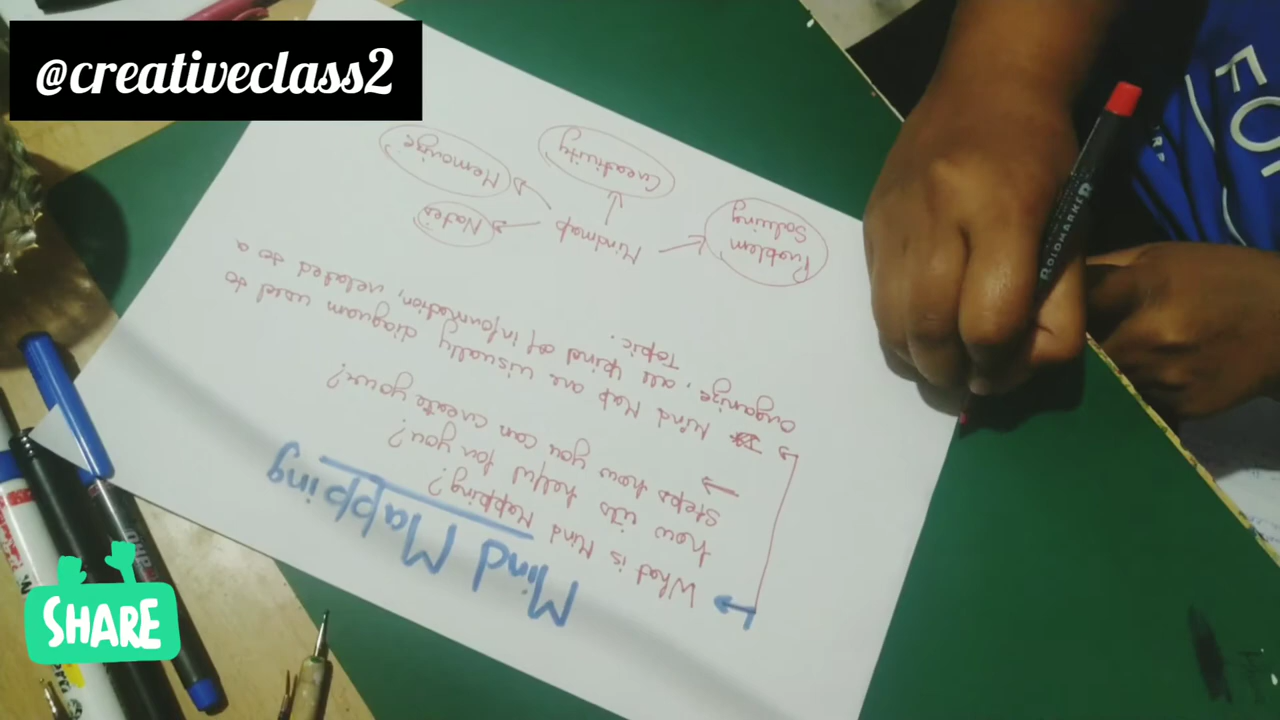 @creativeclass2
Mind Mapping
What is Mind Mapping?
how its helful for you?
Steps how you can create your?
Mind Map are visually diagram used to
organize, all kind of information, related to a
Topic.
Mindmap
Problem
Solving
Creativity
Memorize
Notes
SHARE
FO